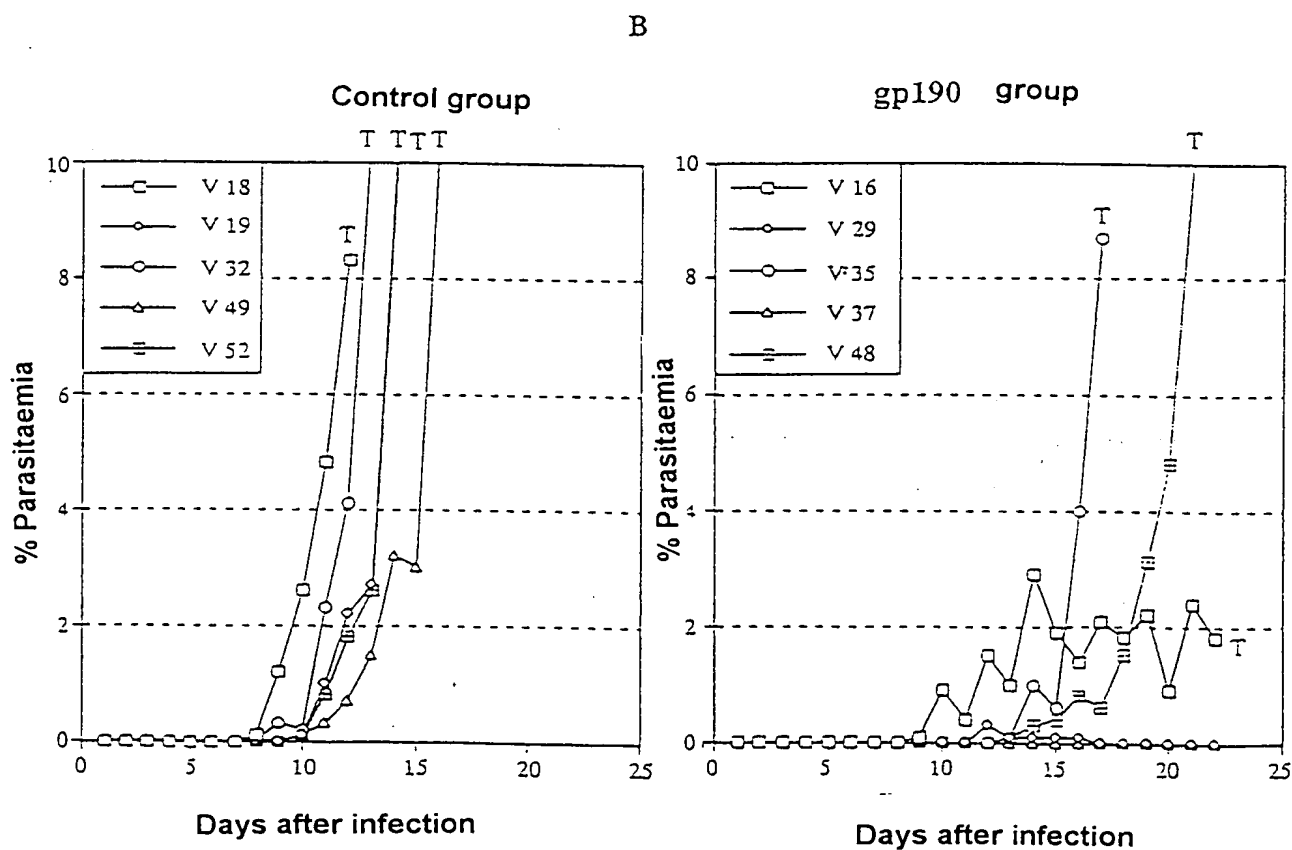 B
Control group
T T T T
10
8
6
4
2
0
V 18
V 19
V 32
V 49
V 52
T
% Parasitaemia
0 5 10 15 20 25
Days after infection
gp190 group
T
10
8
6
4
2
0
V 16
V 29
V 35
V 37
V 48
T
T
% Parasitaemia
0 5 10 15 20 25
Days after infection